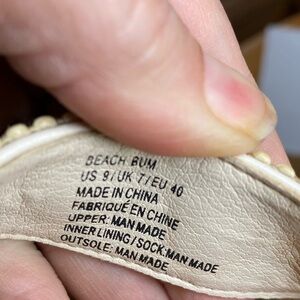 BEACH BUM
US 9/UK 7/EU 40
MADE IN CHINA
FABRIQUÉ EN CHINE
UPPER: MAN MADE
INNER LINING / SOCK:MAN MADE
OUTSOLE: MAN MADE